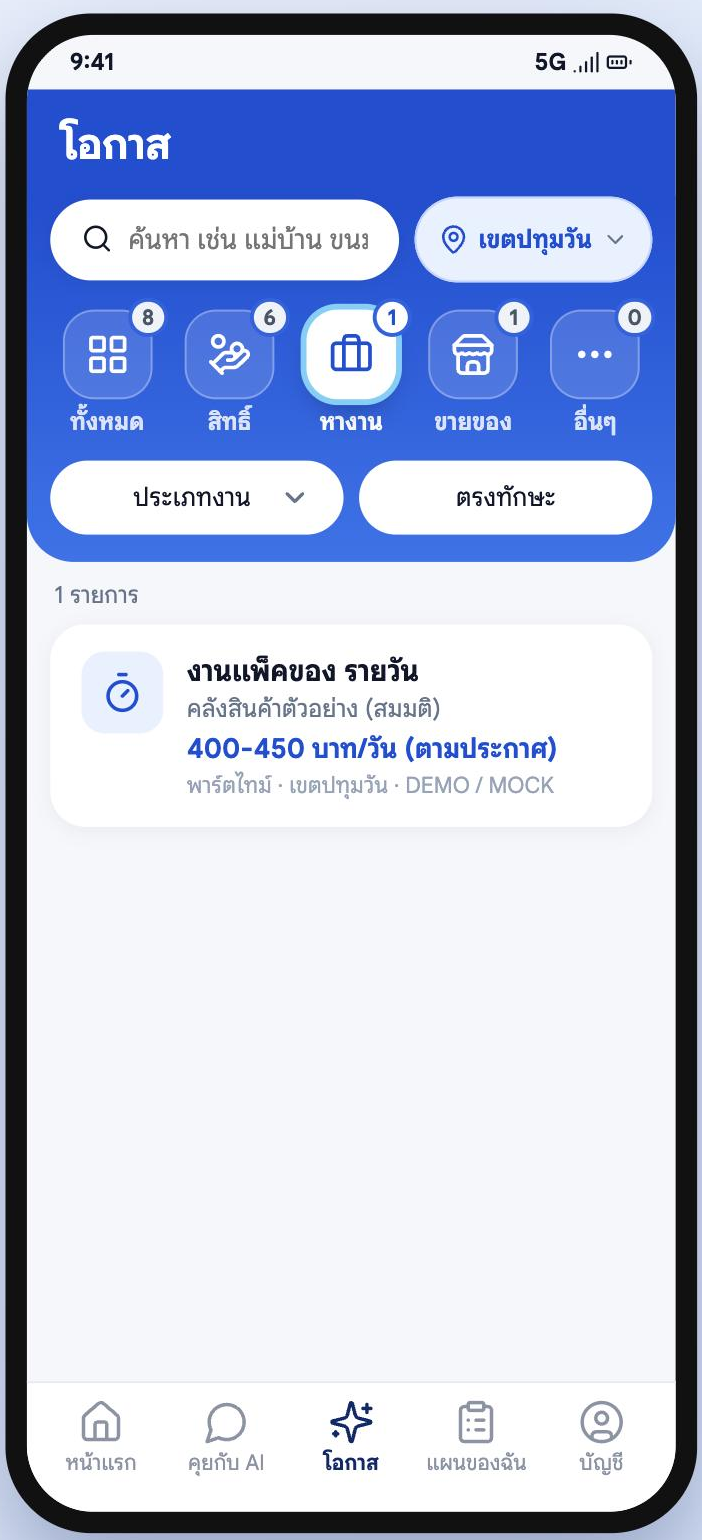 9:41
5G
โอกาส
ค้นหา เช่น แม่บ้าน
เขตปทุมวัน
8
6
1
1
0
ทั้งหมด
สิทธิ์
หางาน
ขายของ
อื่นๆ
ประเภทงาน
ตรงทักษะ
1 รายการ
งานแพ็คของ รายวัน
คลังสินค้าตัวอย่าง (สมมติ)
400-450 บาท/วัน (ตามประกาศ)
พาร์ตไทม์ · เขตปทุมวัน · DEMO / MOCK
หน้าแรก
คุยกับ AI
โอกาส
แผนของฉัน
บัญชี